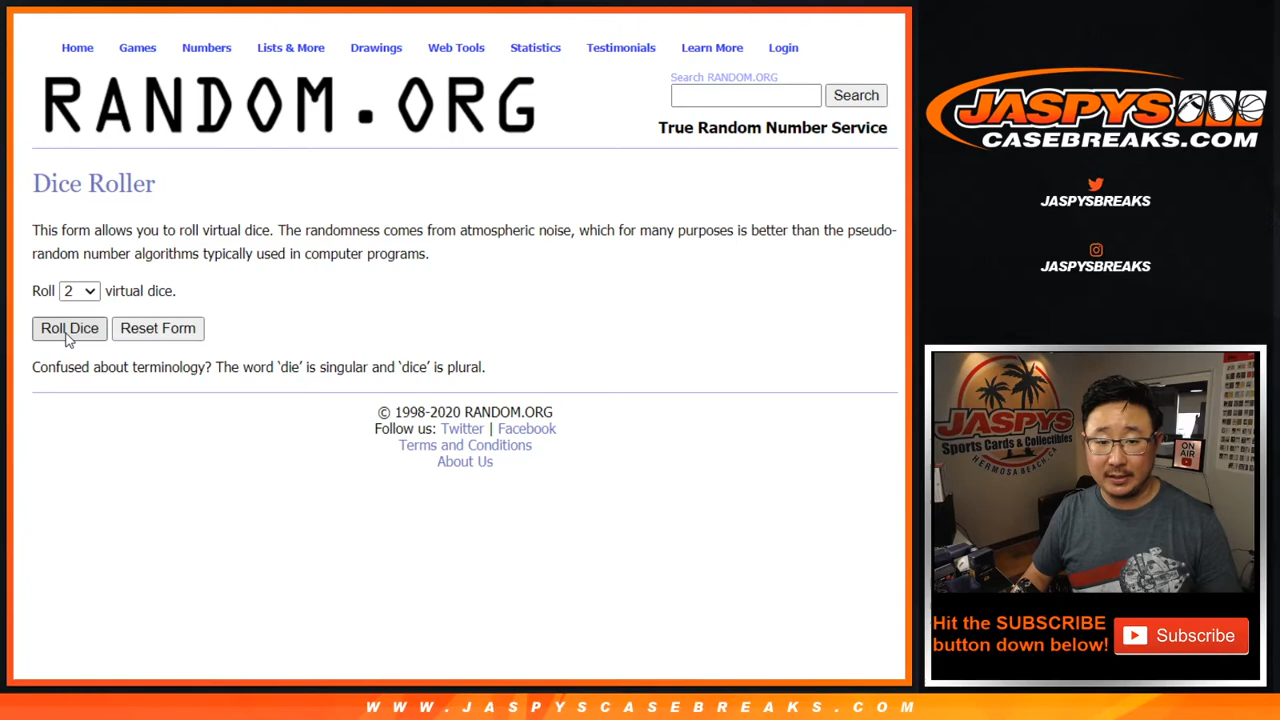 Home Games Numbers Lists & More Drawings Web Tools Statistics Testimonials Learn More Login
RANDOM.ORG
Search RANDOM.ORG
Search
True Random Number Service
Dice Roller
This form allows you to roll virtual dice. The randomness comes from atmospheric noise, which for many purposes is better than the pseudo-
random number algorithms typically used in computer programs.
Roll 2 virtual dice.
Roll Dice Reset Form
Confused about terminology? The word ‘die’ is singular and ‘dice’ is plural.
© 1998-2020 RANDOM.ORG
Follow us: Twitter | Facebook
Terms and Conditions
About Us
JASPYS
CASEBREAKS.COM
JASPYSBREAKS
JASPYSBREAKS
JASPYS
Sports Cards & Collectibles
HERMOSA BEACH, CA
ON
AIR
Hit the SUBSCRIBE
button down below!
Subscribe
WWW.JASPYSCASEBREAKS.COM